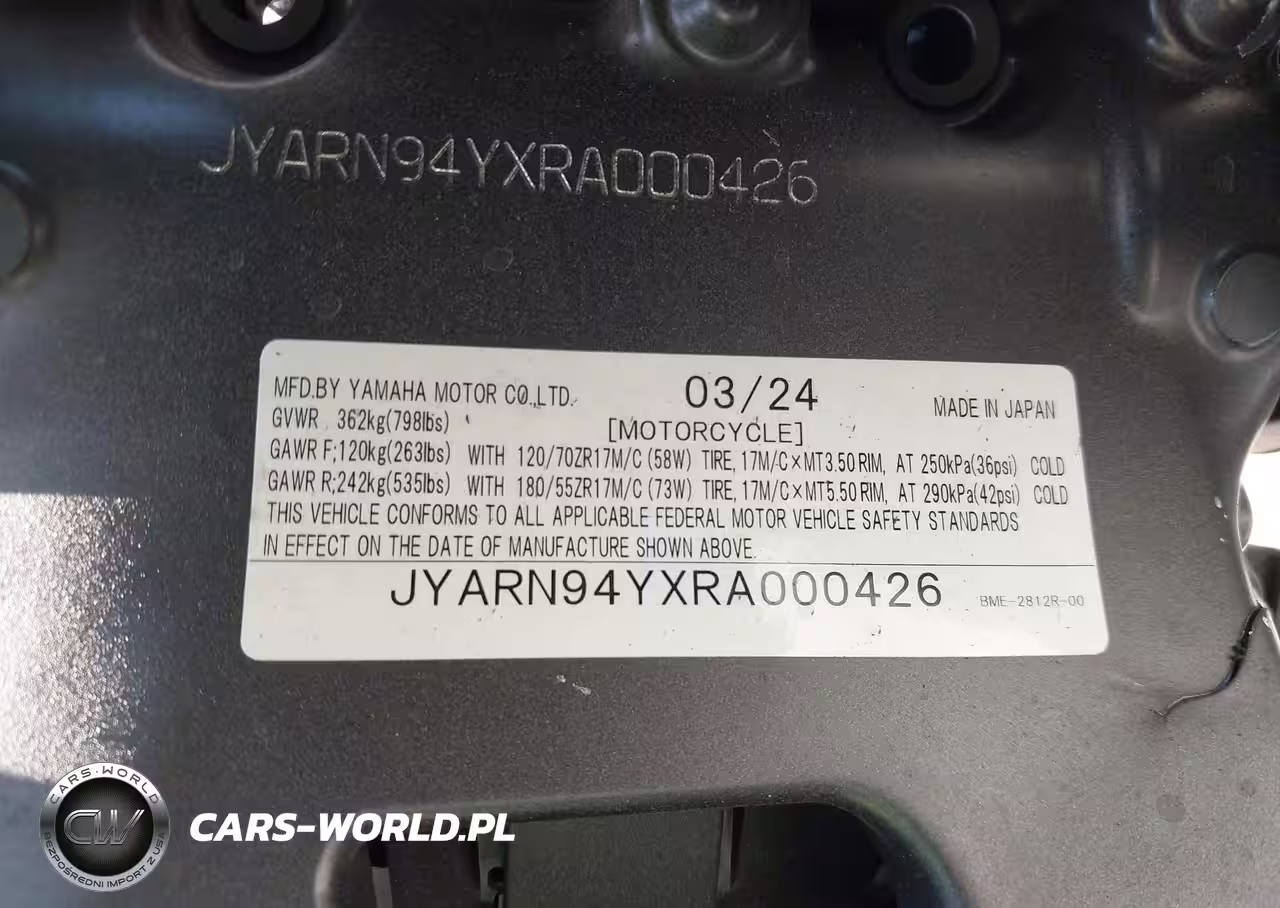 JYARN94YXRA000426
MFD.BY YAMAHA MOTOR CO.,LTD. 03/24 MADE IN JAPAN
GVWR 362kg(798lbs) [MOTORCYCLE]
GAWR F;120kg(263lbs) WITH 120/70ZR17M/C (58W) TIRE, 17M/C×MT3.50 RIM, AT 250kPa(36psi) COLD
GAWR R;242kg(535lbs) WITH 180/55ZR17M/C (73W) TIRE, 17M/C×MT5.50 RIM, AT 290kPa(42psi) COLD
THIS VEHICLE CONFORMS TO ALL APPLICABLE FEDERAL MOTOR VEHICLE SAFETY STANDARDS
IN EFFECT ON THE DATE OF MANUFACTURE SHOWN ABOVE.
JYARN94YXRA000426 BME-2812R-00
CARS-WORLD
CW
BEZPOŚREDNI IMPORT Z USA
CARS-WORLD.PL